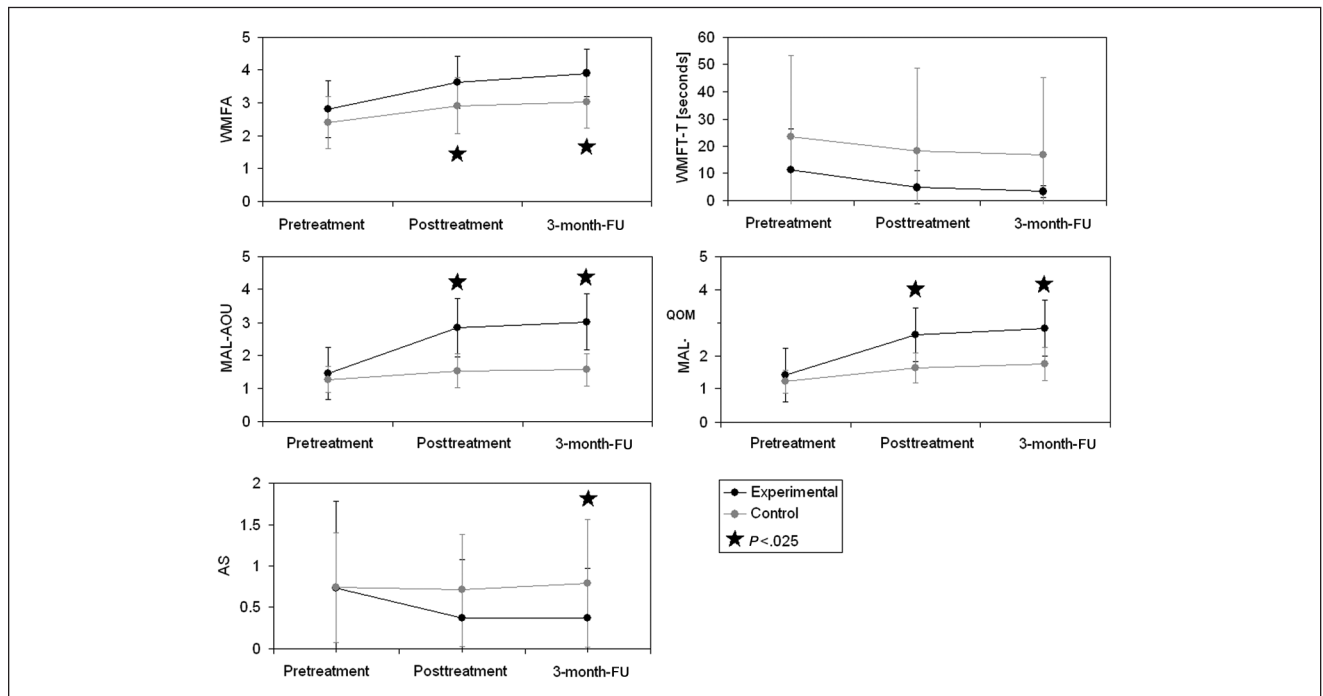 5
4
3
2
1
0
WMFA
Pretreatment Posttreatment 3-month-FU
60
50
40
30
20
10
0
WMFT-T [seconds]
Pretreatment Posttreatment 3-month-FU
5
4
3
2
1
0
MAL-AOU
Pretreatment Posttreatment 3-month-FU
5
4
2
1
0
QOM
MAL-
Pretreatment Posttreatment 3-month-FU
2
1.5
1
0.5
0
AS
Pretreatment Posttreatment 3-month-FU
Experimental
Control
P<.025